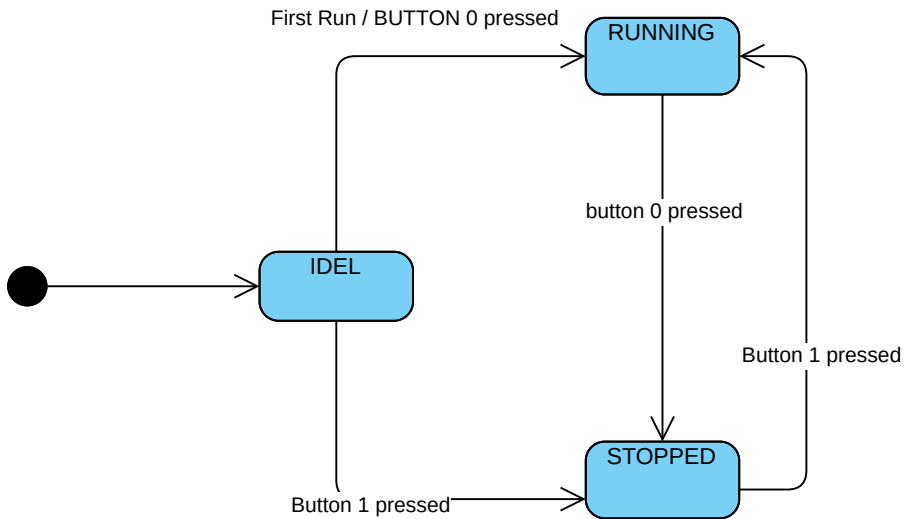 First Run / BUTTON 0 pressed
RUNNING
button 0 pressed
IDEL
Button 1 pressed
STOPPED
Button 1 pressed